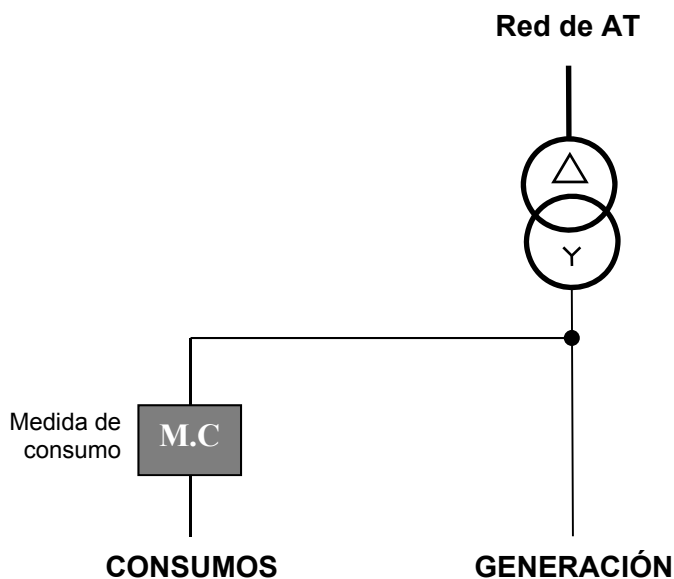 Red de AT
Medida de
consumo
M.C
CONSUMOS
GENERACIÓN